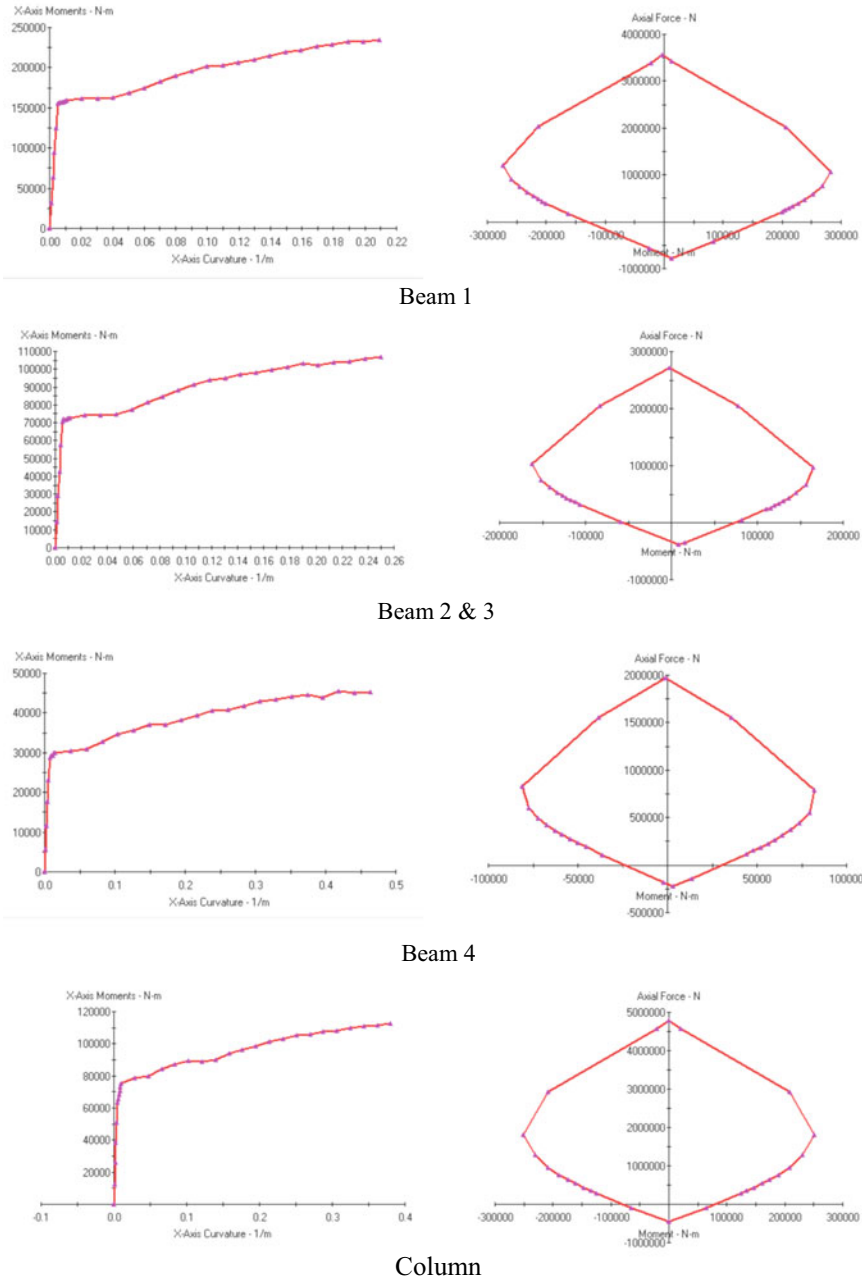 X-Axis Moments - N-m
250000
200000
150000
100000
50000
0
0.00 0.02 0.04 0.06 0.08 0.10 0.12 0.14 0.16 0.18 0.20 0.22
X-Axis Curvature - 1/m
Axial Force - N
4000000
3000000
2000000
1000000
0
-1000000
-300000 -200000 -100000 0 100000 200000 300000
Moment - N-m
Beam 1
X-Axis Moments - N-m
110000
100000
90000
80000
70000
60000
50000
40000
30000
20000
10000
0
0.00 0.02 0.04 0.06 0.08 0.10 0.12 0.14 0.16 0.18 0.20 0.22 0.24 0.26
X-Axis Curvature - 1/m
Axial Force - N
3000000
2000000
1000000
0
-1000000
-200000 -100000 0 100000 200000
Moment - N-m
Beam 2 & 3
X-Axis Moments - N-m
50000
40000
30000
20000
10000
0
0.0 0.1 0.2 0.3 0.4 0.5
X-Axis Curvature - 1/m
Axial Force - N
2000000
1500000
1000000
500000
0
-500000
-100000 -50000 0 50000 100000
Moment - N-m
Beam 4
X-Axis Moments - N-m
120000
100000
80000
60000
40000
20000
-0.1 0.0 0.1 0.2 0.3 0.4
X-Axis Curvature - 1/m
Axial Force - N
5000000
4000000
3000000
2000000
1000000
0
-1000000
-300000 -200000 -100000 0 100000 200000 300000
Moment - N-m
Column